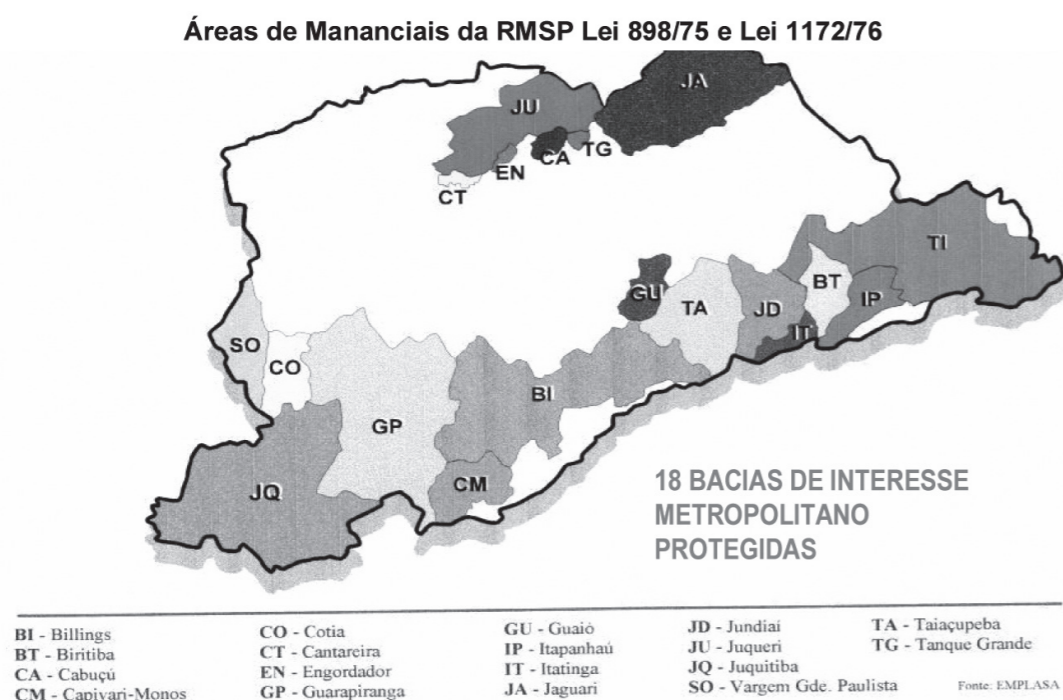 Áreas de Mananciais da RMSP Lei 898/75 e Lei 1172/76
JA
JU
TG
CA
EN
CT
TI
BT
GU
TA
JD
IP
IT
SO
CO
BI
GP
JQ
CM
18 BACIAS DE INTERESSE
METROPOLITANO
PROTEGIDAS
BI - Billings
BT - Biritiba
CA - Cabuçú
CM - Capivari-Monos
CO - Cotia
CT - Cantareira
EN - Engordador
GP - Guarapiranga
GU - Guaiò
IP - Itapanhaú
IT - Itatinga
JA - Jaguari
JD - Jundiaí
JU - Juqueri
JQ - Juquitiba
SO - Vargem Gde. Paulista
TA - Taiaçupeba
TG - Tanque Grande
Fonte: EMPLASA